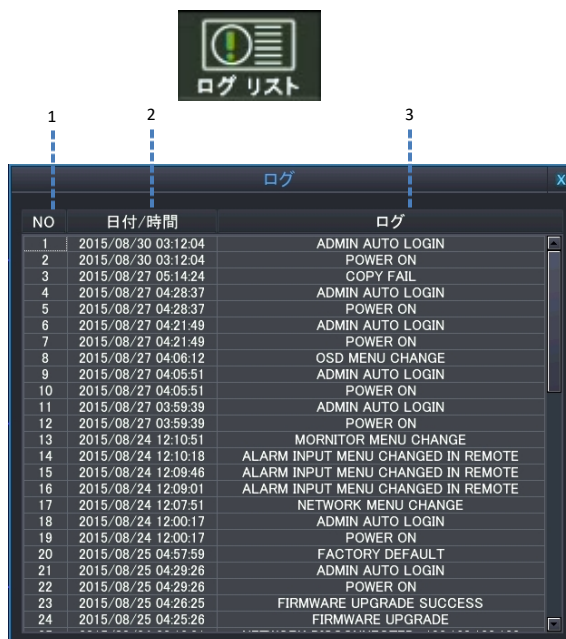 ログ リスト
1 2 3
ログ X
NO 日付/時間 ログ
1 2015/08/30 03:12:04 ADMIN AUTO LOGIN
2 2015/08/30 03:12:04 POWER ON
3 2015/08/27 05:14:24 COPY FAIL
4 2015/08/27 04:28:37 ADMIN AUTO LOGIN
5 2015/08/27 04:28:37 POWER ON
6 2015/08/27 04:21:49 ADMIN AUTO LOGIN
7 2015/08/27 04:21:49 POWER ON
8 2015/08/27 04:06:12 OSD MENU CHANGE
9 2015/08/27 04:05:51 ADMIN AUTO LOGIN
10 2015/08/27 04:05:51 POWER ON
11 2015/08/27 03:59:39 ADMIN AUTO LOGIN
12 2015/08/27 03:59:39 POWER ON
13 2015/08/24 12:10:51 MORNITOR MENU CHANGE
14 2015/08/24 12:10:18 ALARM INPUT MENU CHANGED IN REMOTE
15 2015/08/24 12:09:46 ALARM INPUT MENU CHANGED IN REMOTE
16 2015/08/24 12:09:01 ALARM INPUT MENU CHANGED IN REMOTE
17 2015/08/24 12:07:51 NETWORK MENU CHANGE
18 2015/08/24 12:00:17 ADMIN AUTO LOGIN
19 2015/08/24 12:00:17 POWER ON
20 2015/08/25 04:57:59 FACTORY DEFAULT
21 2015/08/25 04:29:26 ADMIN AUTO LOGIN
22 2015/08/25 04:29:26 POWER ON
23 2015/08/25 04:26:25 FIRMWARE UPGRADE SUCCESS
24 2015/08/25 04:25:26 FIRMWARE UPGRADE